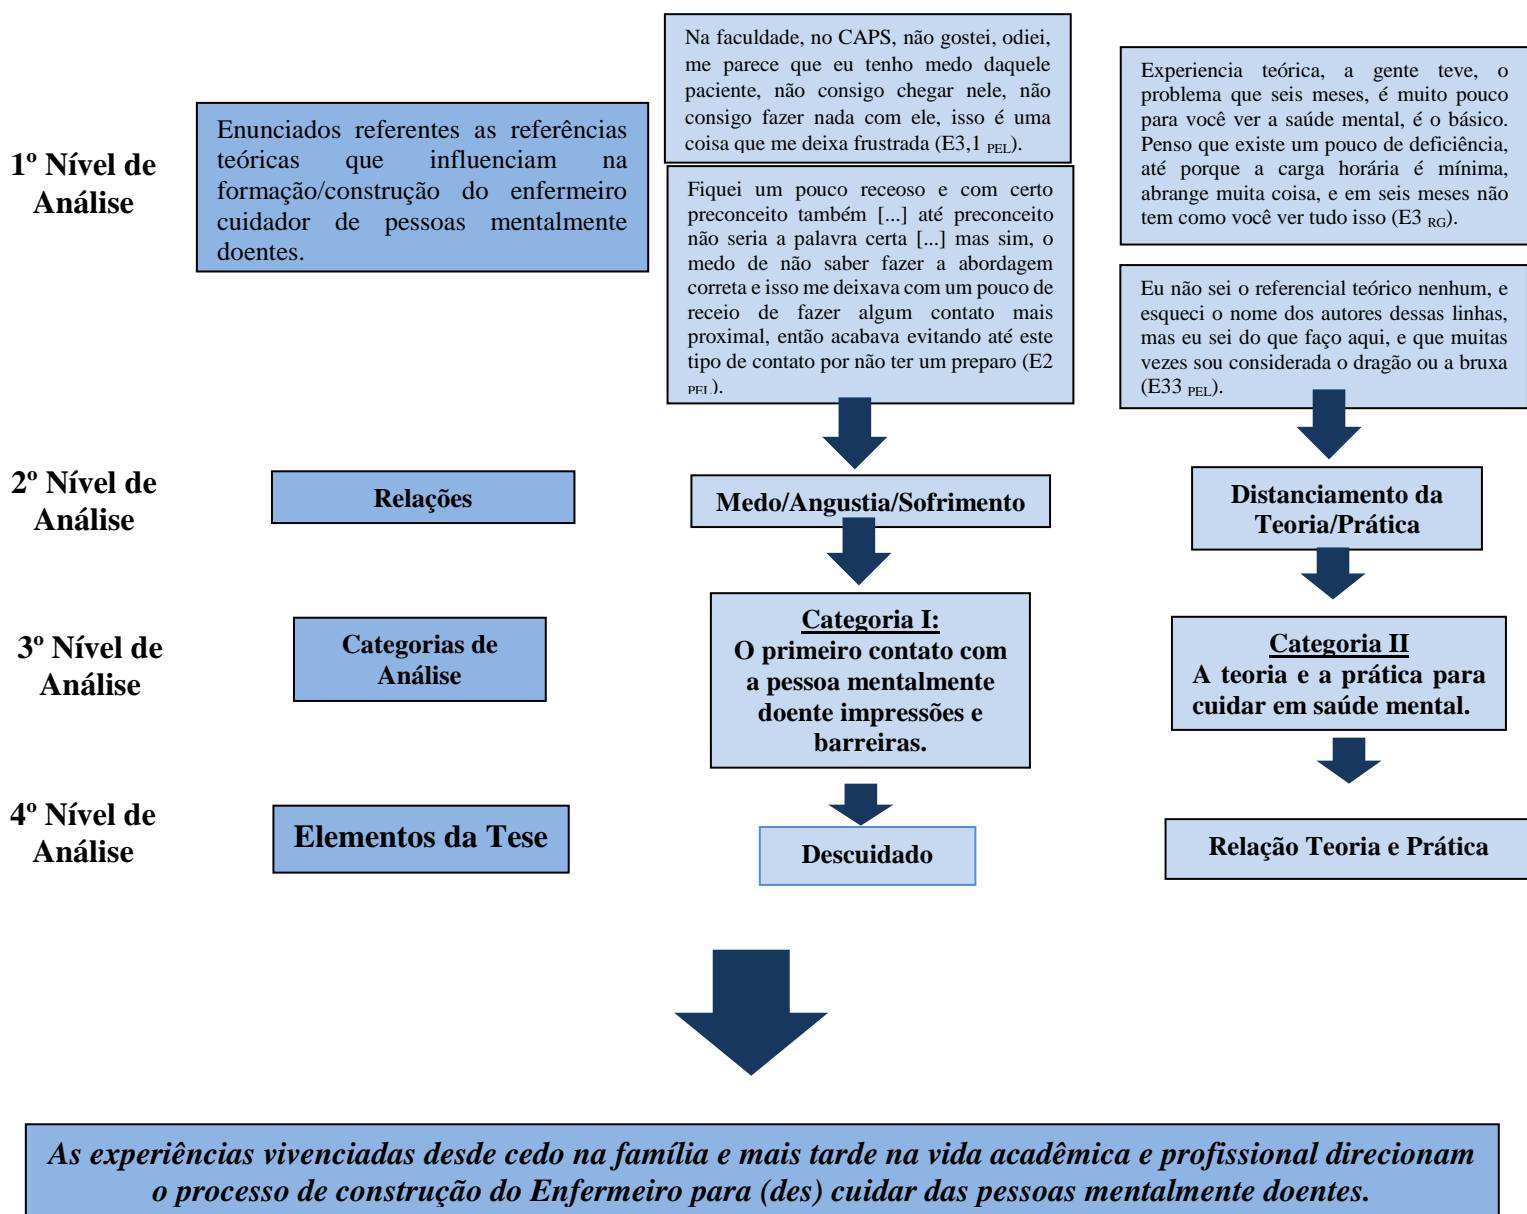 Na faculdade, no CAPS, não gostei, odiei,
me parece que eu tenho medo daquele
paciente, não consigo chegar nele, não
consigo fazer nada com ele, isso é uma
coisa que me deixa frustrada (E3,1 PEL).
Experiencia teórica, a gente teve, o
problema que seis meses, é muito pouco
para você ver a saúde mental, é o básico.
Penso que existe um pouco de deficiência,
até porque a carga horária é mínima,
abrange muita coisa, e em seis meses não
tem como você ver tudo isso (E3 RG).
1º Nível de
Análise
Enunciados referentes as referências
teóricas que influenciam na
formação/construção do enfermeiro
cuidador de pessoas mentalmente
doentes.
Fiquei um pouco receoso e com certo
preconceito também [...] até preconceito
não seria a palavra certa [...] mas sim, o
medo de não saber fazer a abordagem
correta e isso me deixava com um pouco de
receio de fazer algum contato mais
proximal, então acabava evitando até este
tipo de contato por não ter um preparo (E2
PEL).
Eu não sei o referencial teórico nenhum, e
esqueci o nome dos autores dessas linhas,
mas eu sei do que faço aqui, e que muitas
vezes sou considerada o dragão ou a bruxa
(E33 PEL).
2º Nível de
Análise
Relações
Medo/Angustia/Sofrimento
Distanciamento da
Teoria/Prática
3º Nível de
Análise
Categorias de
Análise
Categoria I:
O primeiro contato com
a pessoa mentalmente
doente impressões e
barreiras.
Categoria II
A teoria e a prática para
cuidar em saúde mental.
4º Nível de
Análise
Elementos da Tese
Descuidado
Relação Teoria e Prática
As experiências vivenciadas desde cedo na família e mais tarde na vida acadêmica e profissional direcionam
o processo de construção do Enfermeiro para (des) cuidar das pessoas mentalmente doentes.